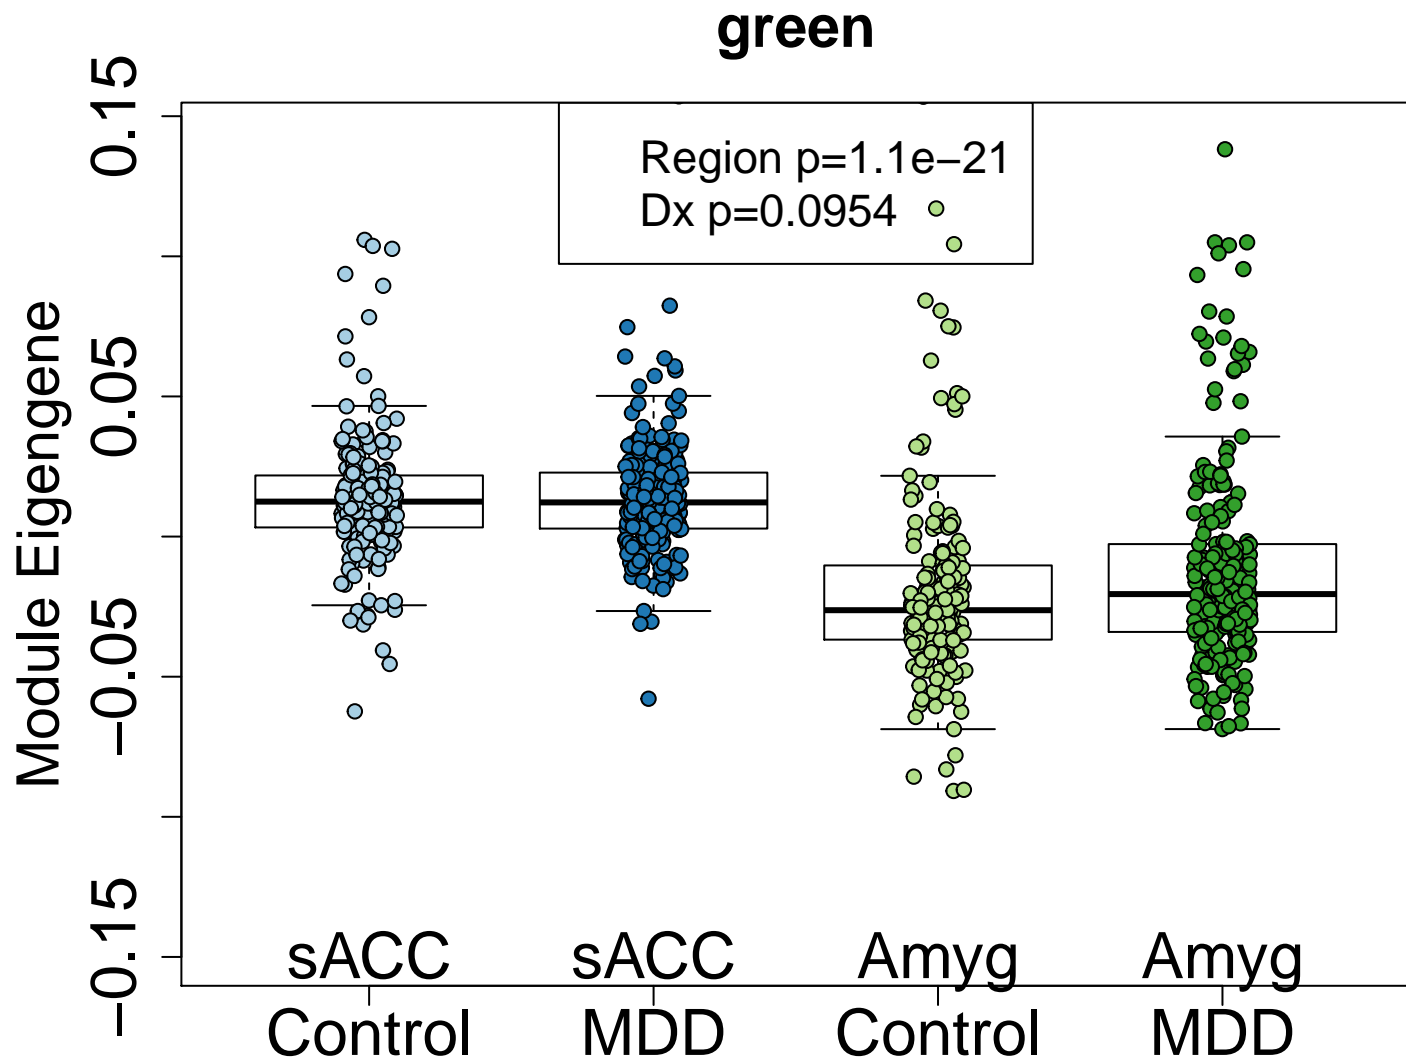 green
Region p=1.1e−21
Dx p=0.0954
Module Eigengene
0.15
0.05
−0.05
−0.15
sACC sACC Amyg Amyg
Control MDD Control MDD